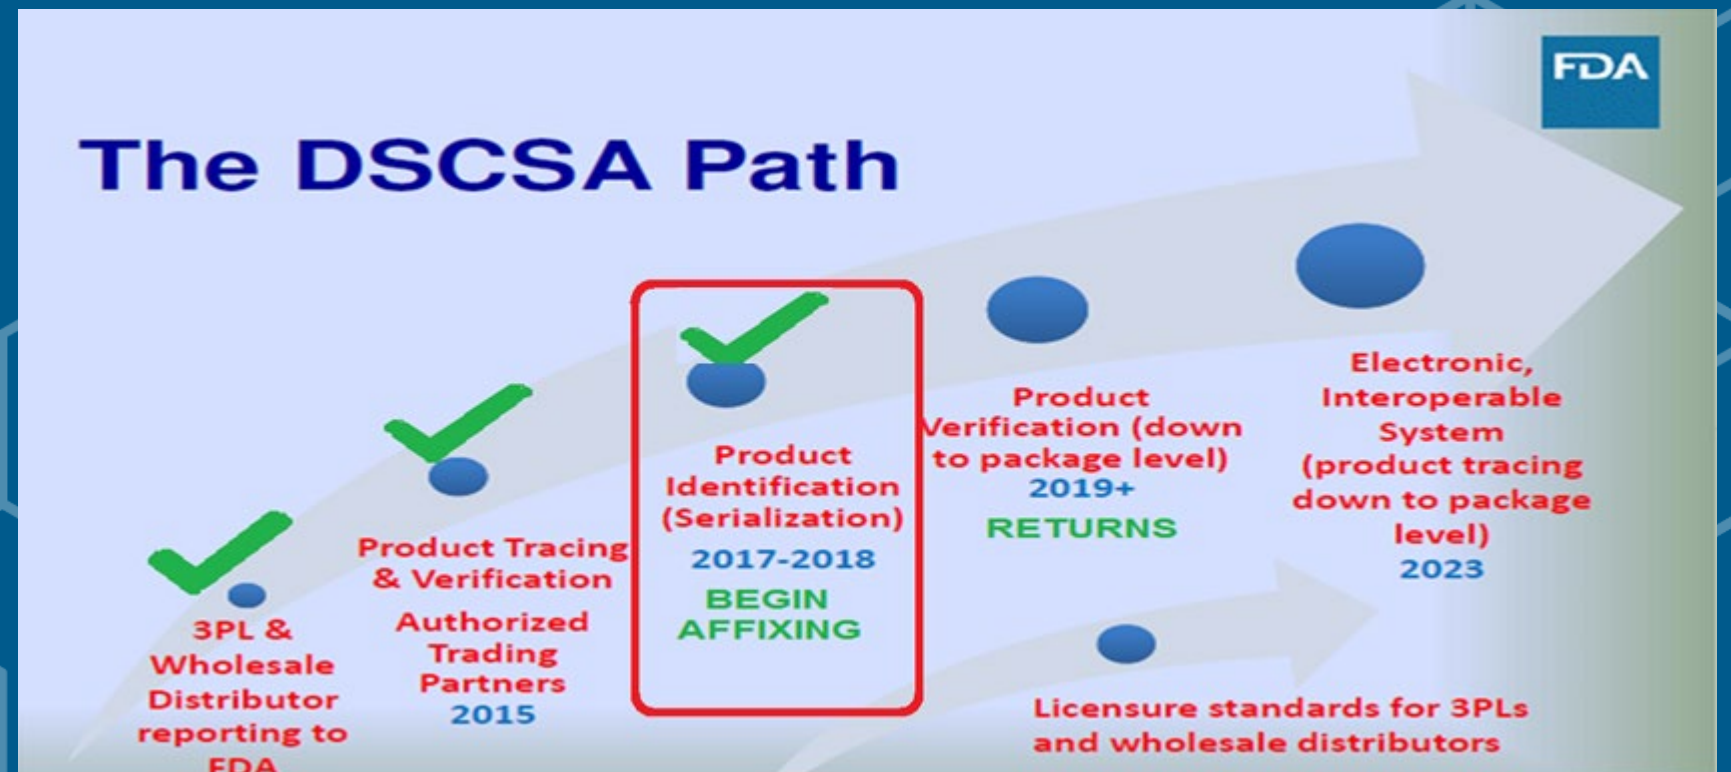 FDA
The DSCSA Path
3PL &
Wholesale
Distributor
reporting to
FDA
Product Tracing
& Verification
Authorized
Trading
Partners
2015
Product
Identification
(Serialization)
2017-2018
BEGIN
AFFIXING
Product
Verification (down
to package level)
2019+
RETURNS
Electronic,
Interoperable
System
(product tracing
down to package
level)
2023
Licensure standards for 3PLs
and wholesale distributors